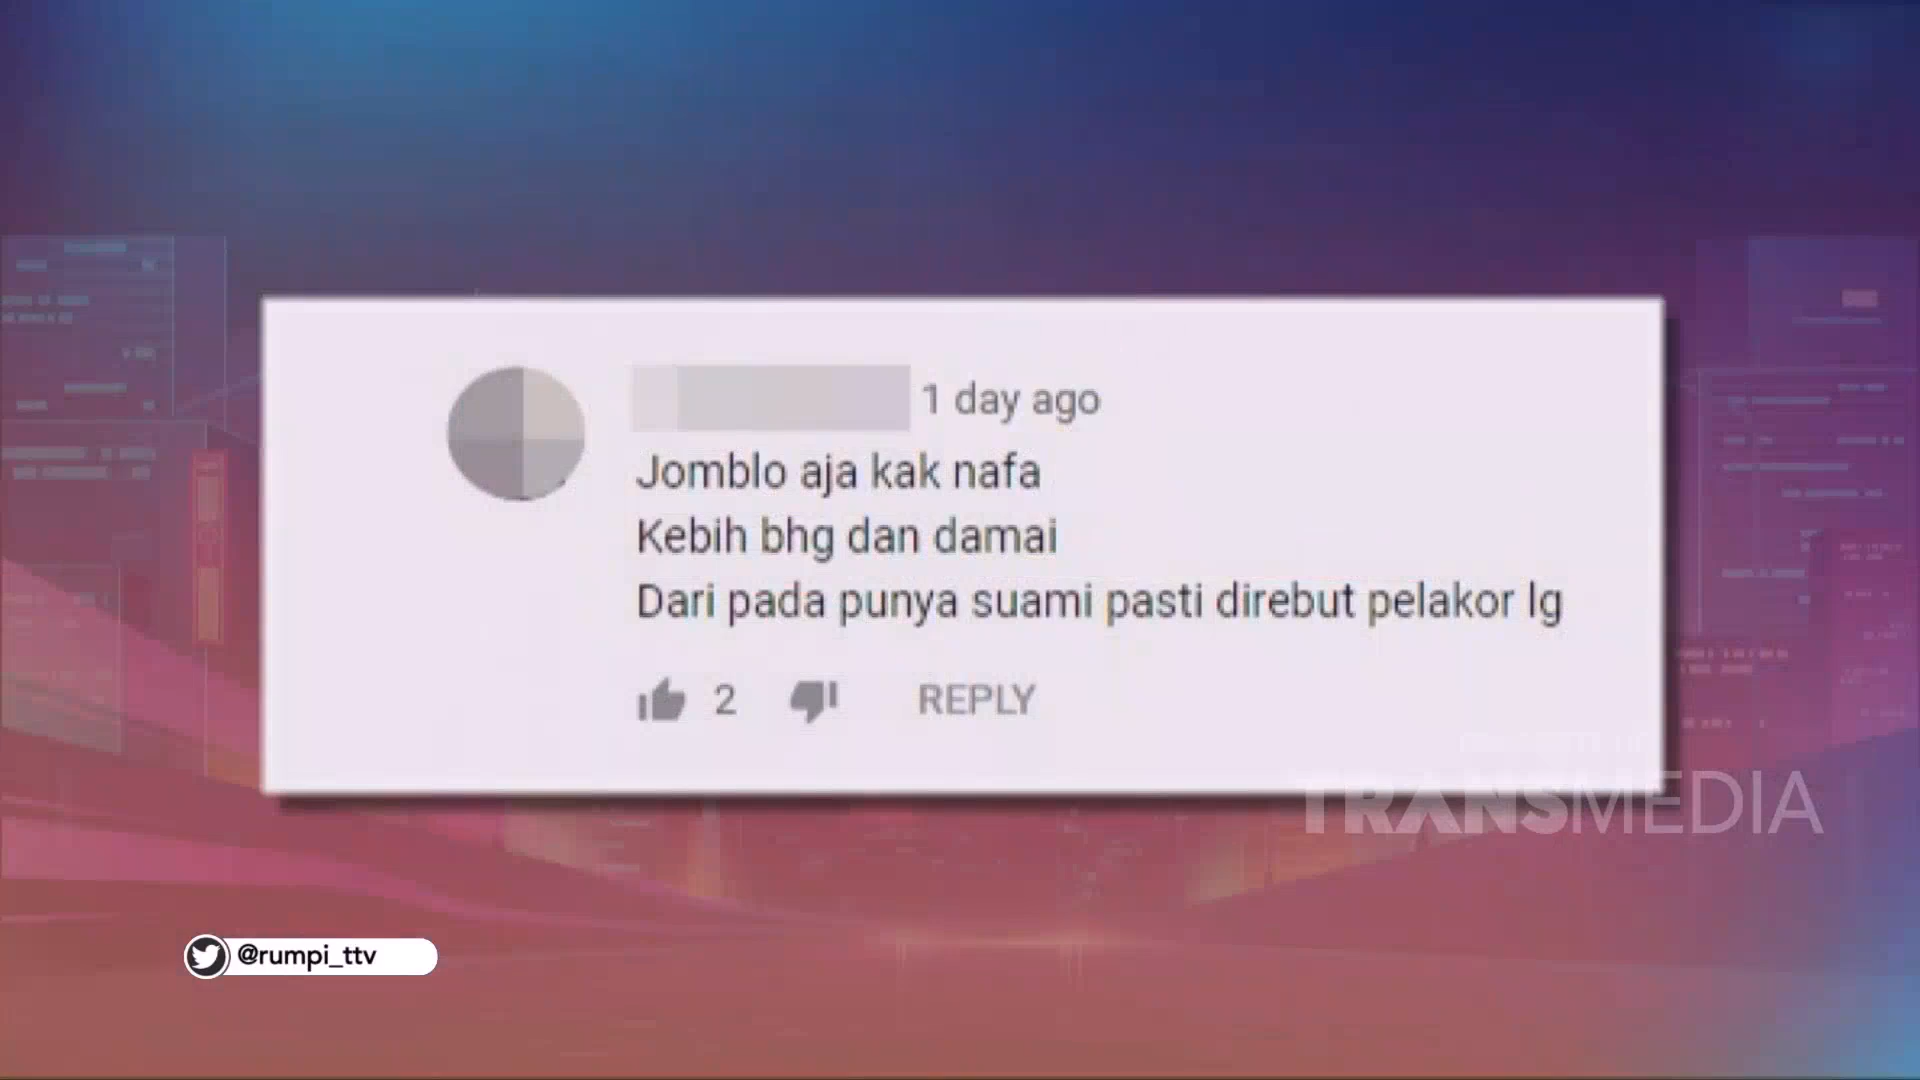 1 day ago
Jomblo aja kak nafa
Kebih bhg dan damai
Dari pada punya suami pasti direbut pelakor lg
2
REPLY
TRANSMEDIA
@rumpi_ttv